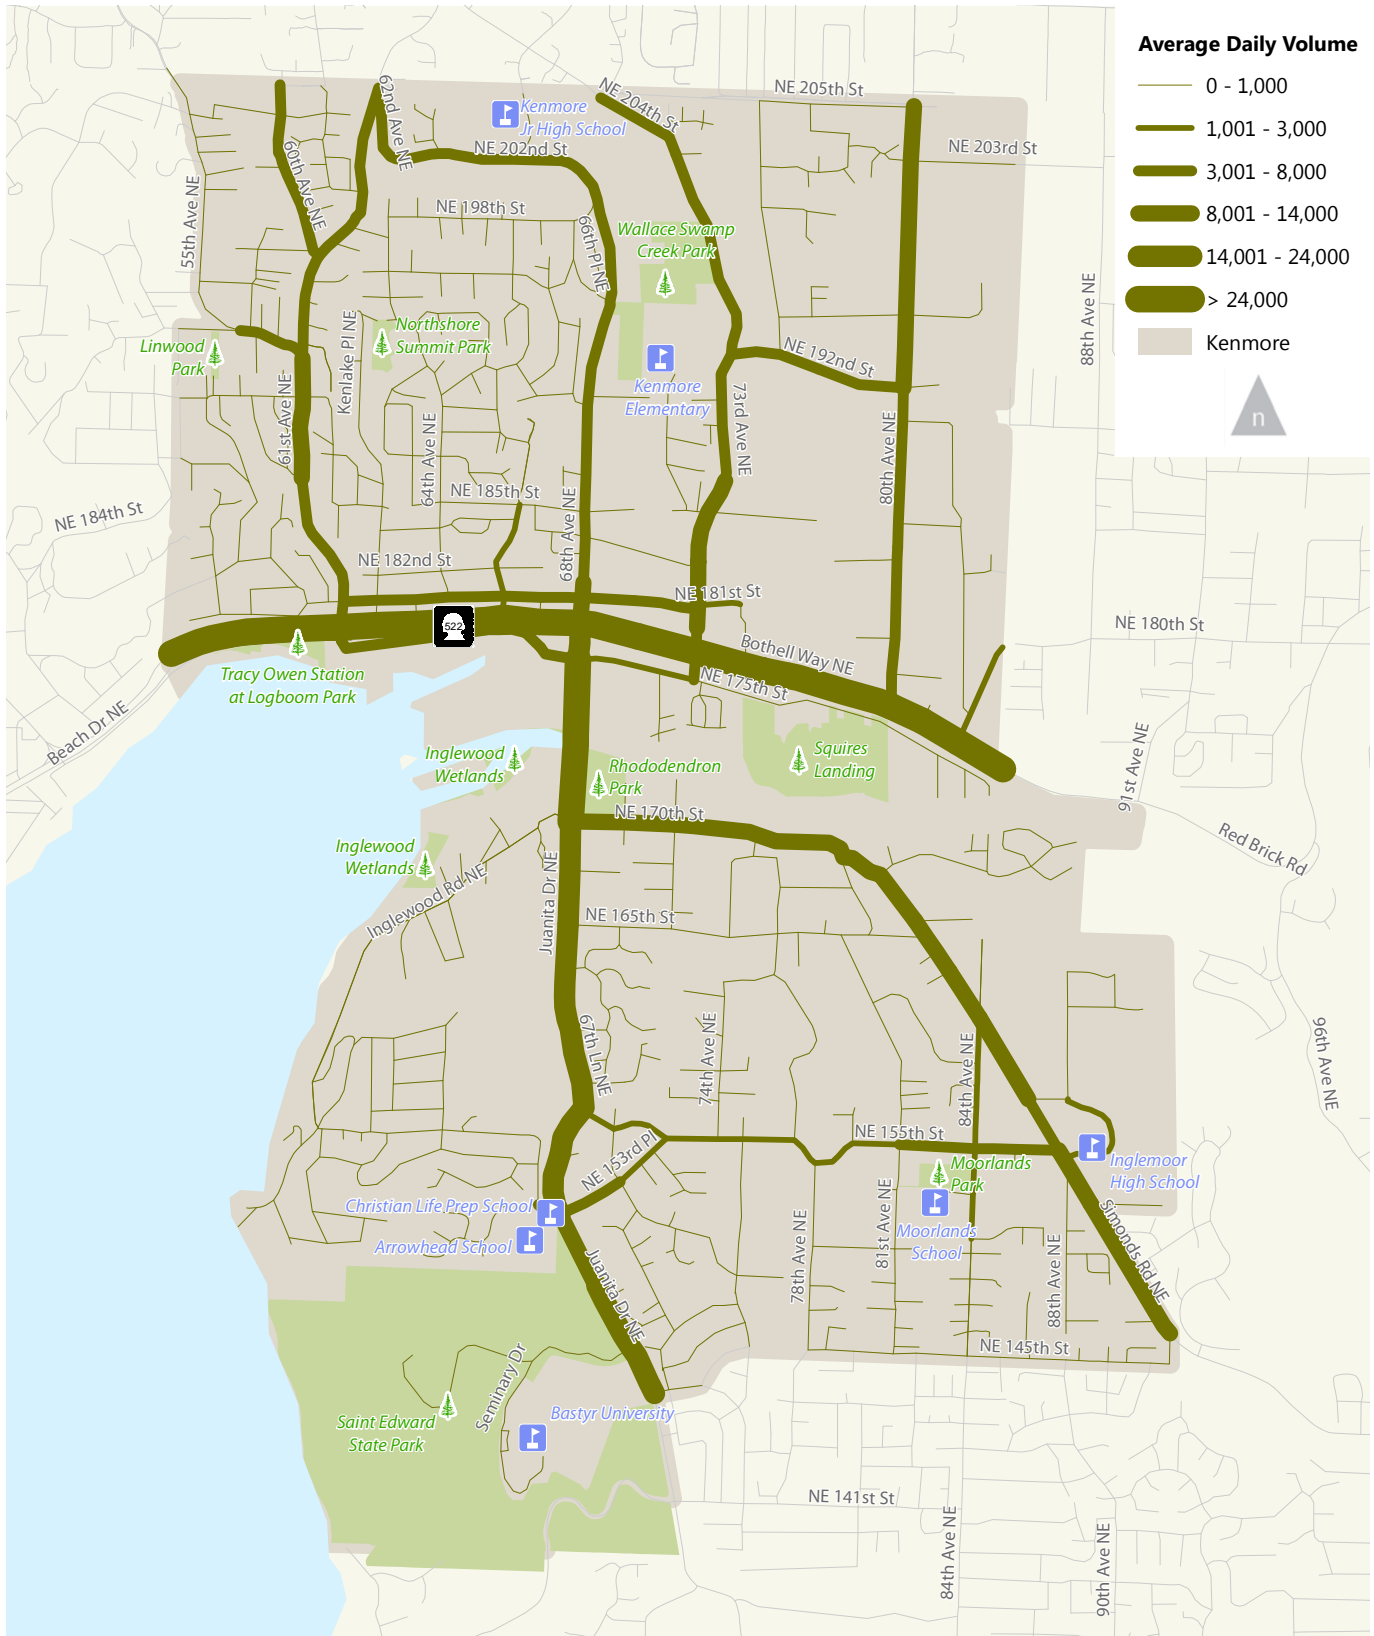 Average Daily Volume
0 - 1,000
1,001 - 3,000
3,001 - 8,000
8,001 - 14,000
14,001 - 24,000
> 24,000
Kenmore
n
62nd Ave NE
Kenmore
Jr High School
NE 204th St
NE 205th St
NE 202nd St
NE 203rd St
60th Ave NE
55th Ave NE
NE 198th St
66th Pl NE
Wallace Swamp
Creek Park
88th Ave NE
Linwood
Park
Kenlake Pl NE
Northshore
Summit Park
NE 192nd St
Kenmore
Elementary
61st Ave NE
64th Ave NE
73rd Ave NE
80th Ave NE
NE 185th St
NE 184th St
68th Ave NE
NE 182nd St
NE 181st St
522
NE 180th St
Bothell Way NE
Tracy Owen Station
at Logboom Park
NE 175th St
Beach Dr NE
Inglewood
Wetlands
Rhododendron
Park
Squires
Landing
91st Ave NE
NE 170th St
Red Brick Rd
Inglewood
Wetlands
Inglewood Rd NE
Juanita Dr NE
NE 165th St
67th Ln NE
74th Ave NE
84th Ave NE
96th Ave NE
NE 155th St
NE 153rd Pl
Moorlands
Park
Inglemoor
High School
Christian Life Prep School
Arrowhead School
81st Ave NE
Moorlands
School
78th Ave NE
88th Ave NE
Simonds Rd NE
Juanita Dr NE
NE 145th St
Seminary Dr
Saint Edward
State Park
Bastyr University
NE 141st St
84th Ave NE
90th Ave NE